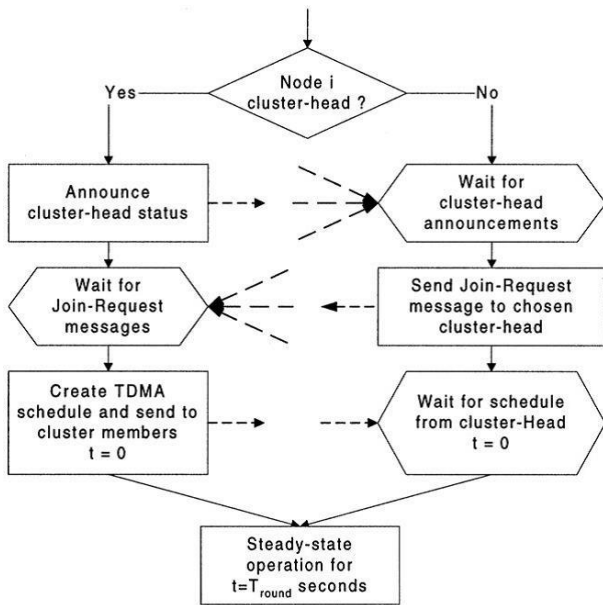 Node i
cluster-head ?
Yes
No
Announce
cluster-head status
Wait for
cluster-head
announcements
Wait for
Join-Request
messages
Send Join-Request
message to chosen
cluster-head
Create TDMA
schedule and send to
cluster members
t = 0
Wait for schedule
from cluster-Head
t = 0
Steady-state
operation for
t=Tround seconds